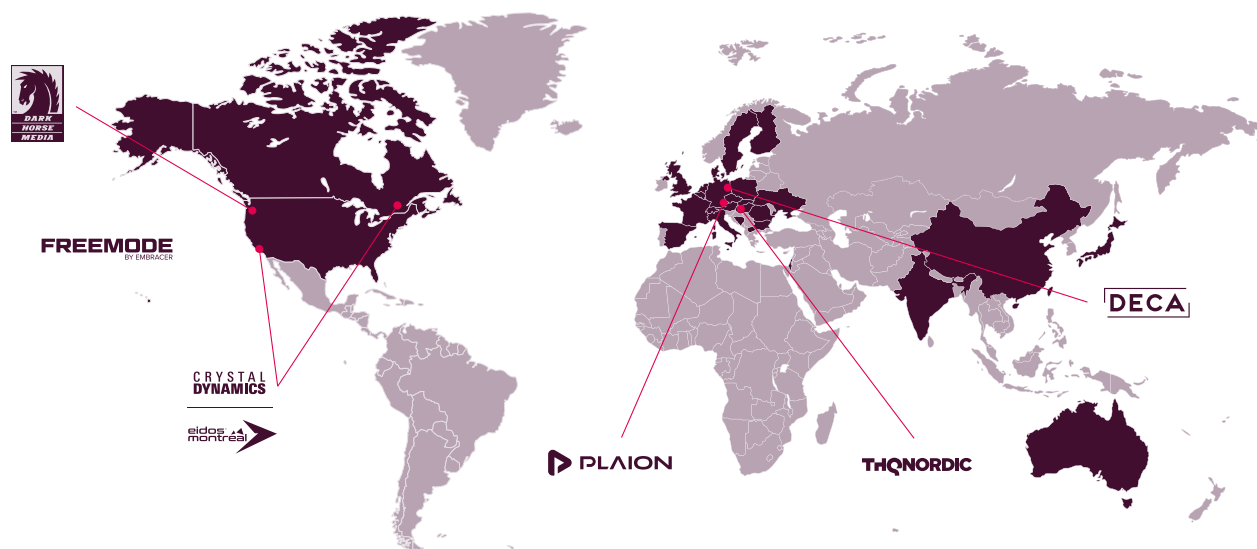 DARK
HORSE
MEDIA
FREEMODE
BY EMBRACER
CRYSTAL
DYNAMICS
eidos
montréal
PLAION
THQNORDIC
DECA